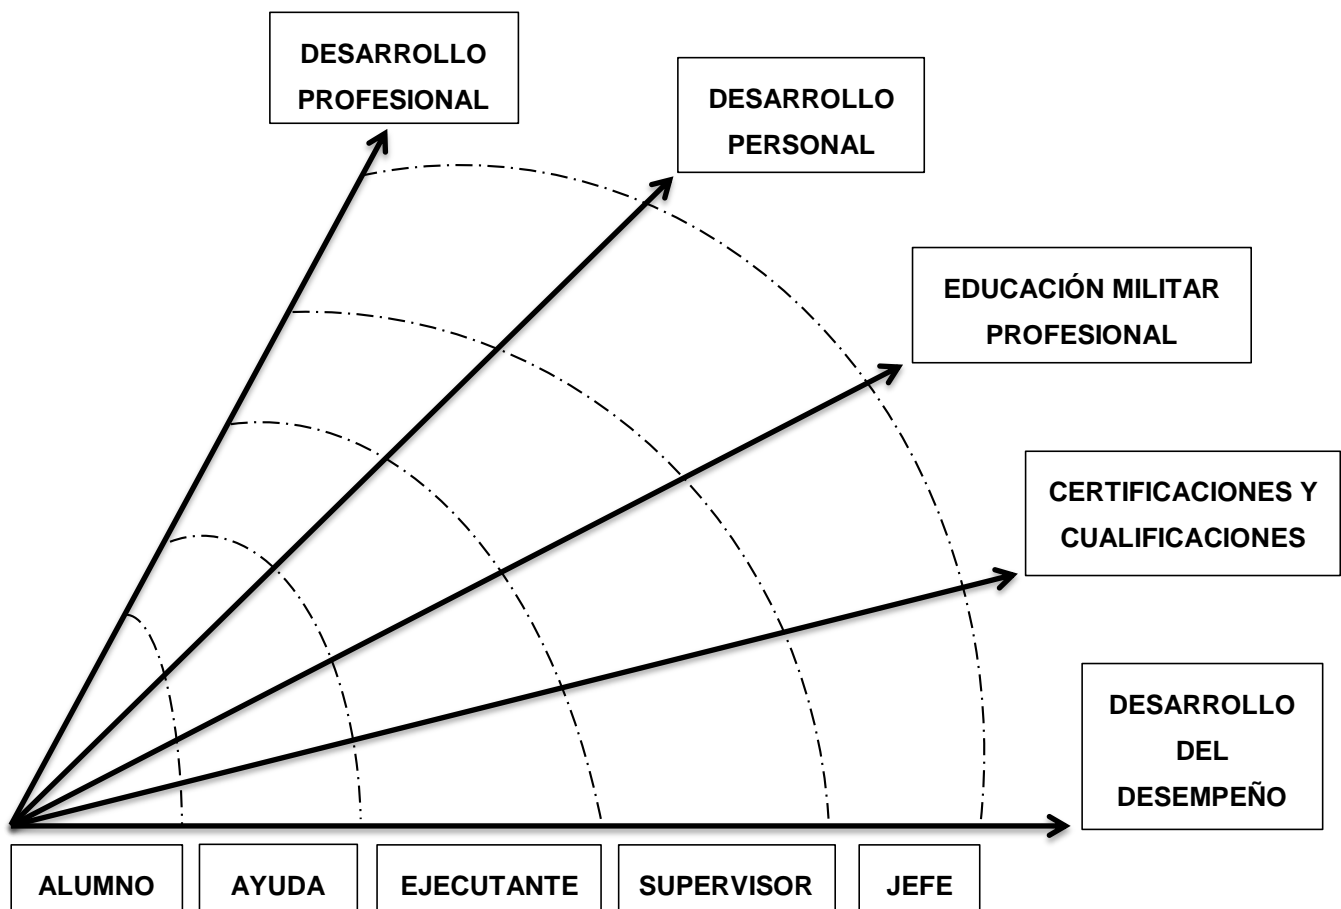 DESARROLLO
PROFESIONAL
DESARROLLO
PERSONAL
EDUCACIÓN MILITAR
PROFESIONAL
CERTIFICACIONES Y
CUALIFICACIONES
DESARROLLO
DEL
DESEMPEÑO
ALUMNO
AYUDA
EJECUTANTE
SUPERVISOR
JEFE